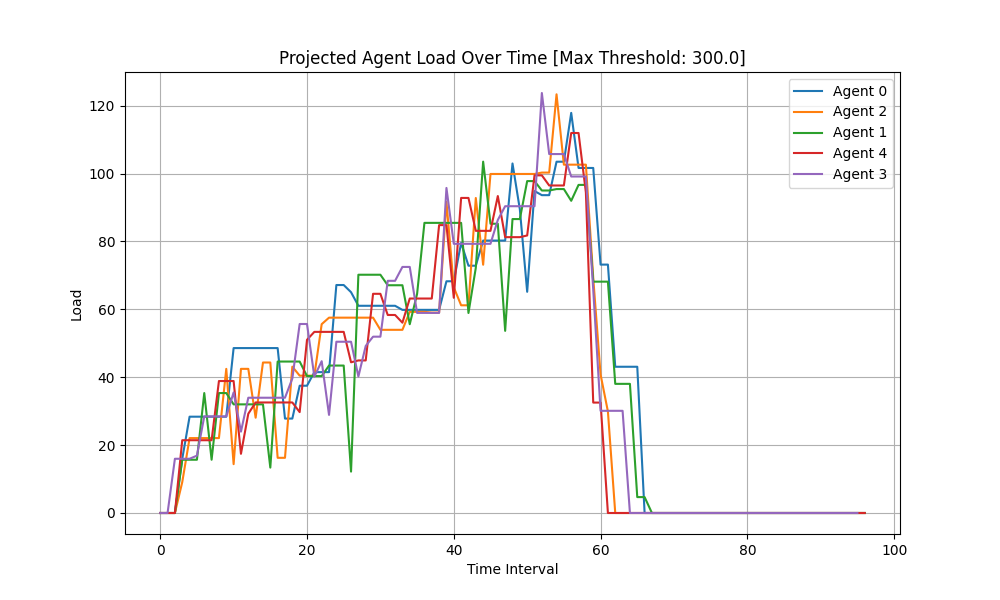 Projected Agent Load Over Time [Max Threshold: 300.0]
Agent 0
Agent 2
Agent 1
Agent 4
Agent 3
Load
120
100
80
60
40
20
0
0 20 40 60 80 100
Time Interval